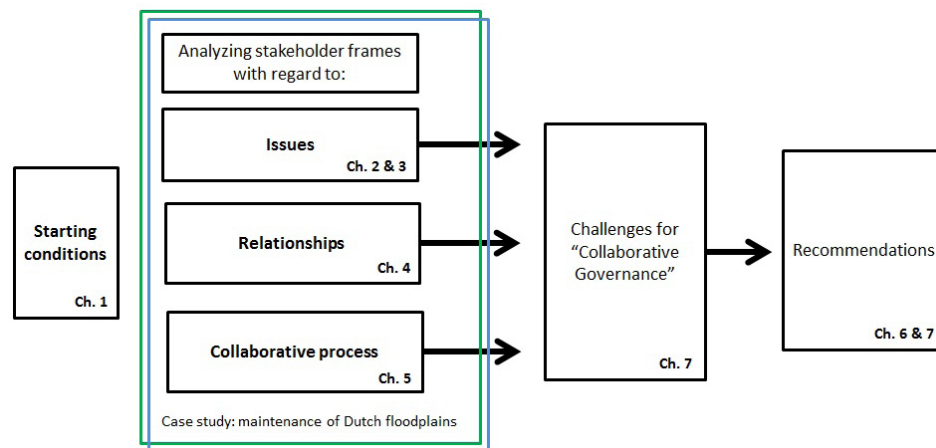 Starting
conditions
Ch. 1
Analyzing stakeholder frames
with regard to:
Issues
Ch. 2 & 3
Relationships
Ch. 4
Collaborative process
Ch. 5
Case study: maintenance of Dutch floodplains
Challenges for
“Collaborative
Governance”
Ch. 7
Recommendations
Ch. 6 & 7